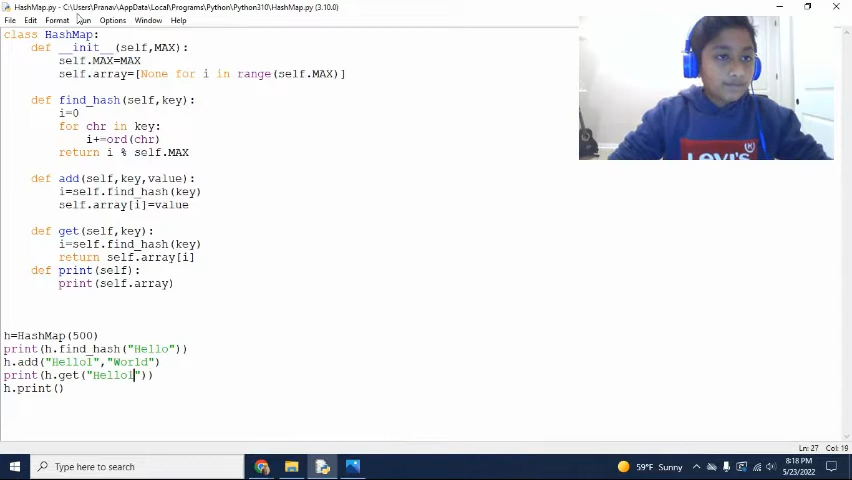 HashMap.py - C:\Users\Pranav\AppData\Local\Programs\Python\Python310\HashMap.py (3.10.0)
File Edit Format Run Options Window Help
class HashMap:
    def __init__(self,MAX):
        self.MAX=MAX
        self.array=[None for i in range(self.MAX)]
    def find_hash(self,key):
        i=0
        for chr in key:
            i+=ord(chr)
        return i % self.MAX
    def add(self,key,value):
        i=self.find_hash(key)
        self.array[i]=value
    def get(self,key):
        i=self.find_hash(key)
        return self.array[i]
    def print(self):
        print(self.array)
h=HashMap(500)
print(h.find_hash("Hello"))
h.add("Hello1","World")
print(h.get("Hello1"))
h.print()
LEVI'S
Ln: 27 Col: 19
Type here to search
59°F Sunny
8:18 PM
5/23/2022